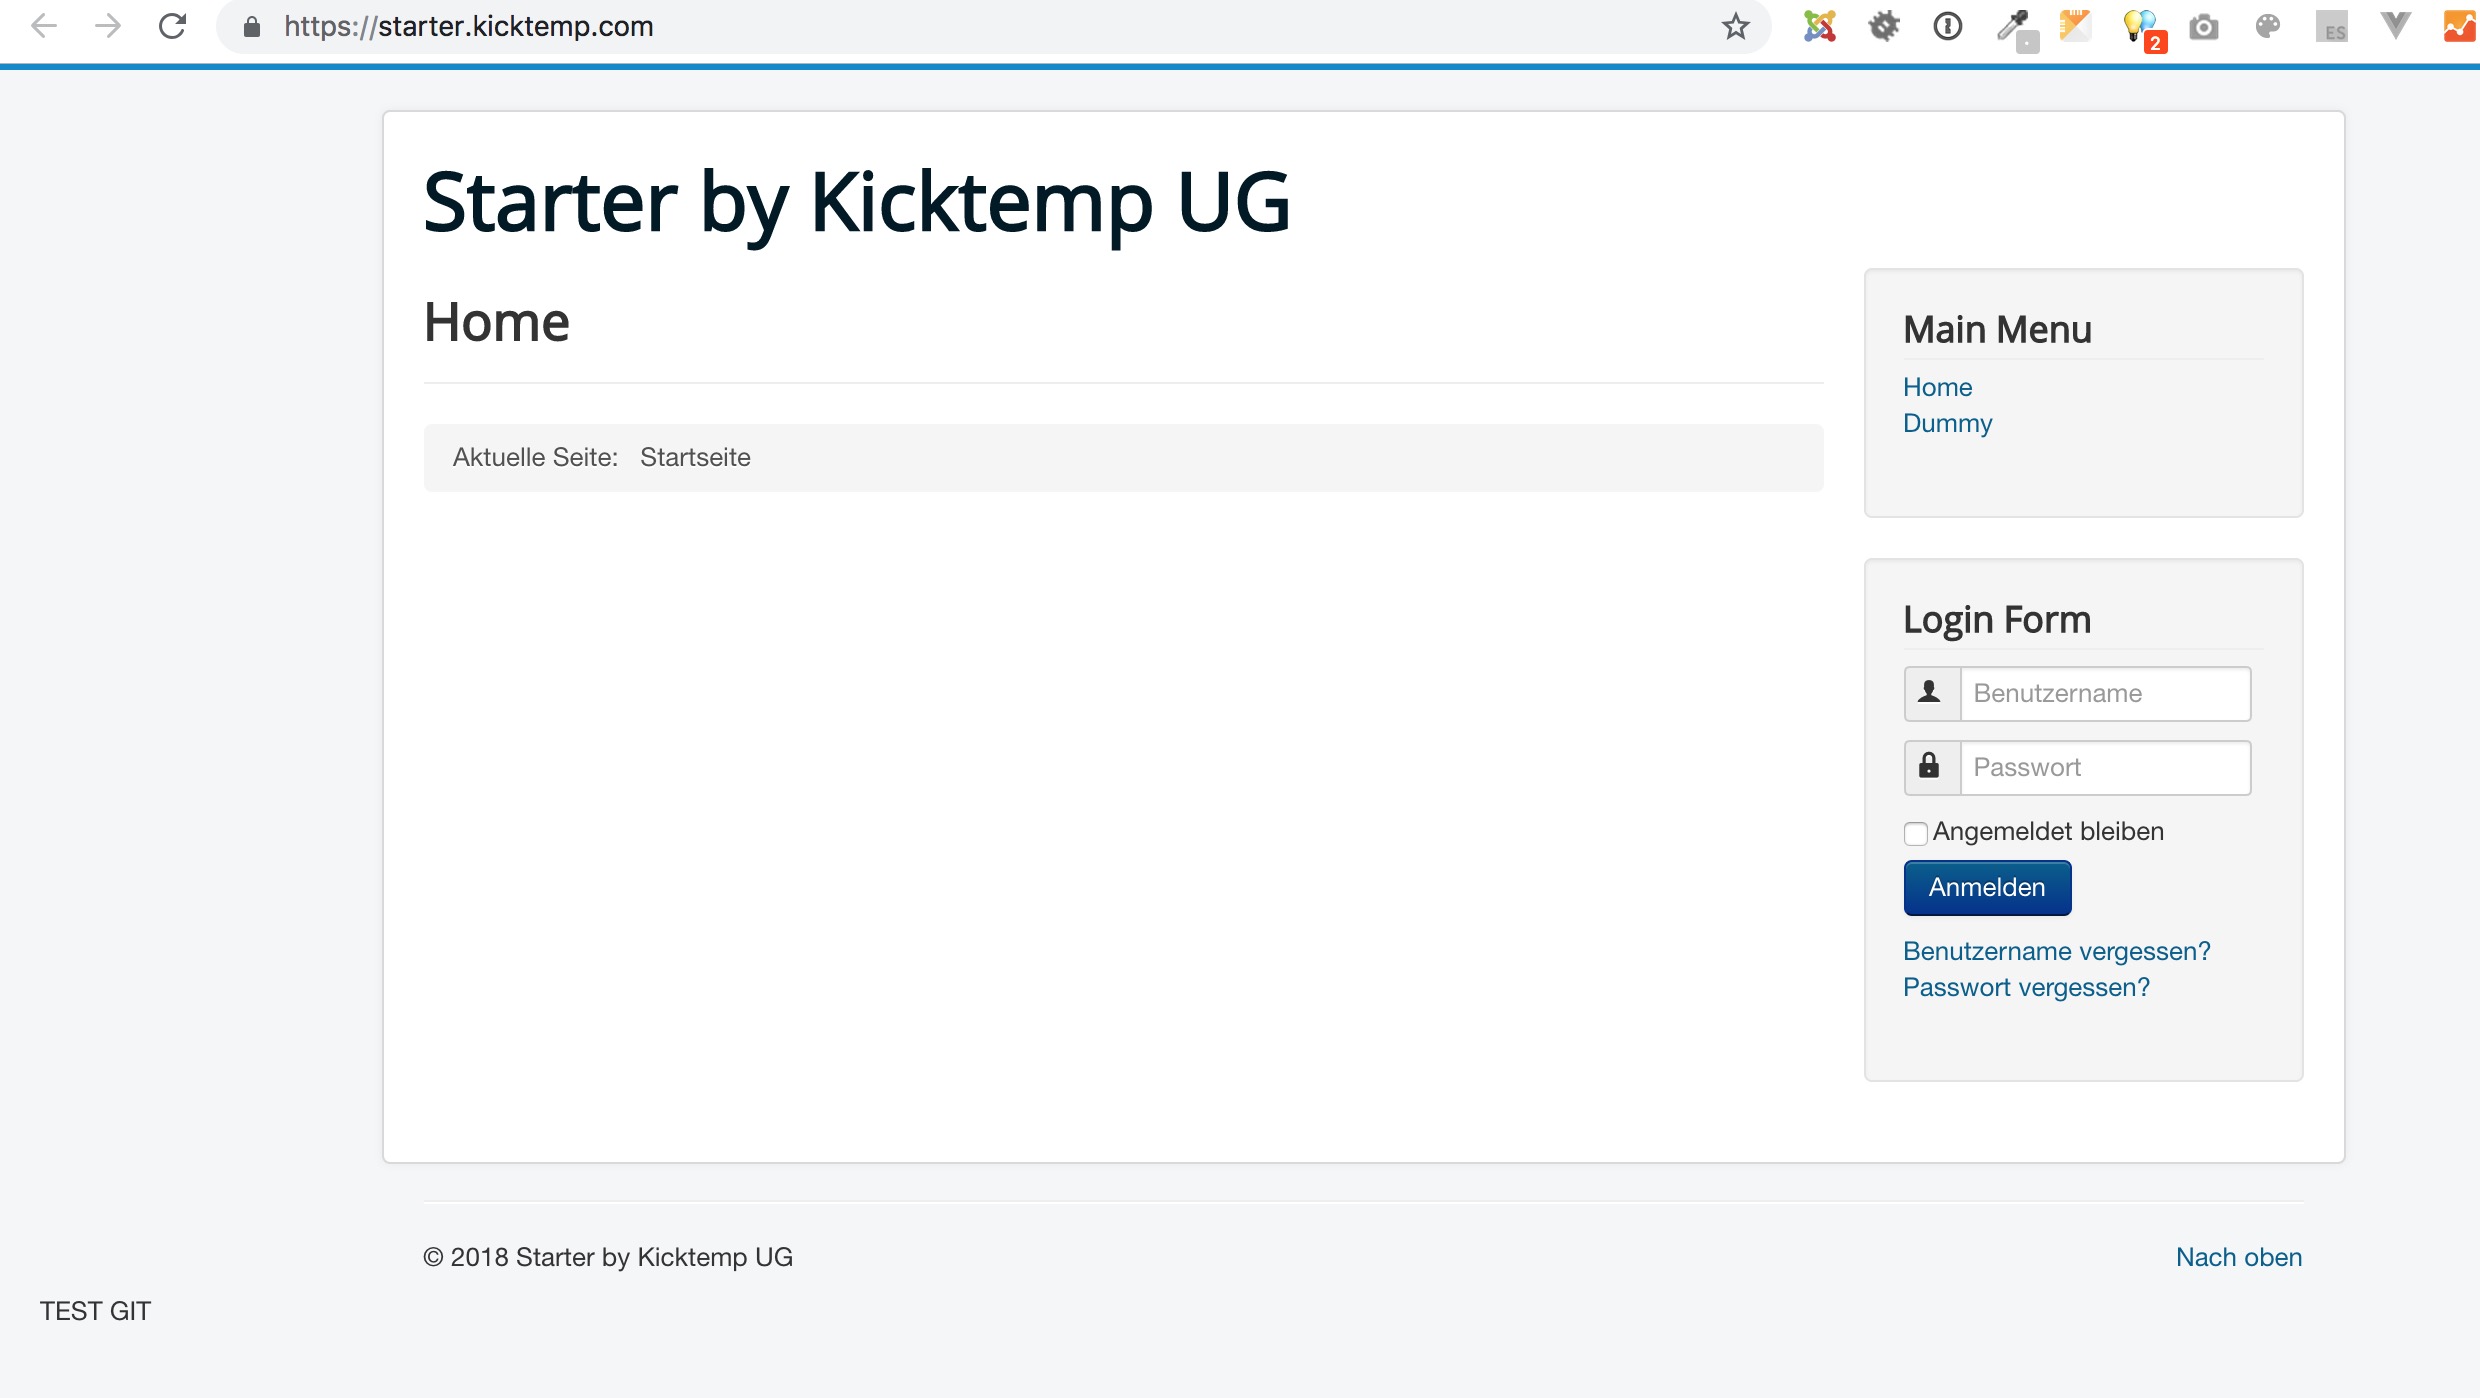 https://starter.kicktemp.com
2
ES
Starter by Kicktemp UG
Home
Aktuelle Seite: Startseite
Main Menu
Home
Dummy
Login Form
Benutzername
Passwort
Angemeldet bleiben
Anmelden
Benutzername vergessen?
Passwort vergessen?
© 2018 Starter by Kicktemp UG
Nach oben
TEST GIT